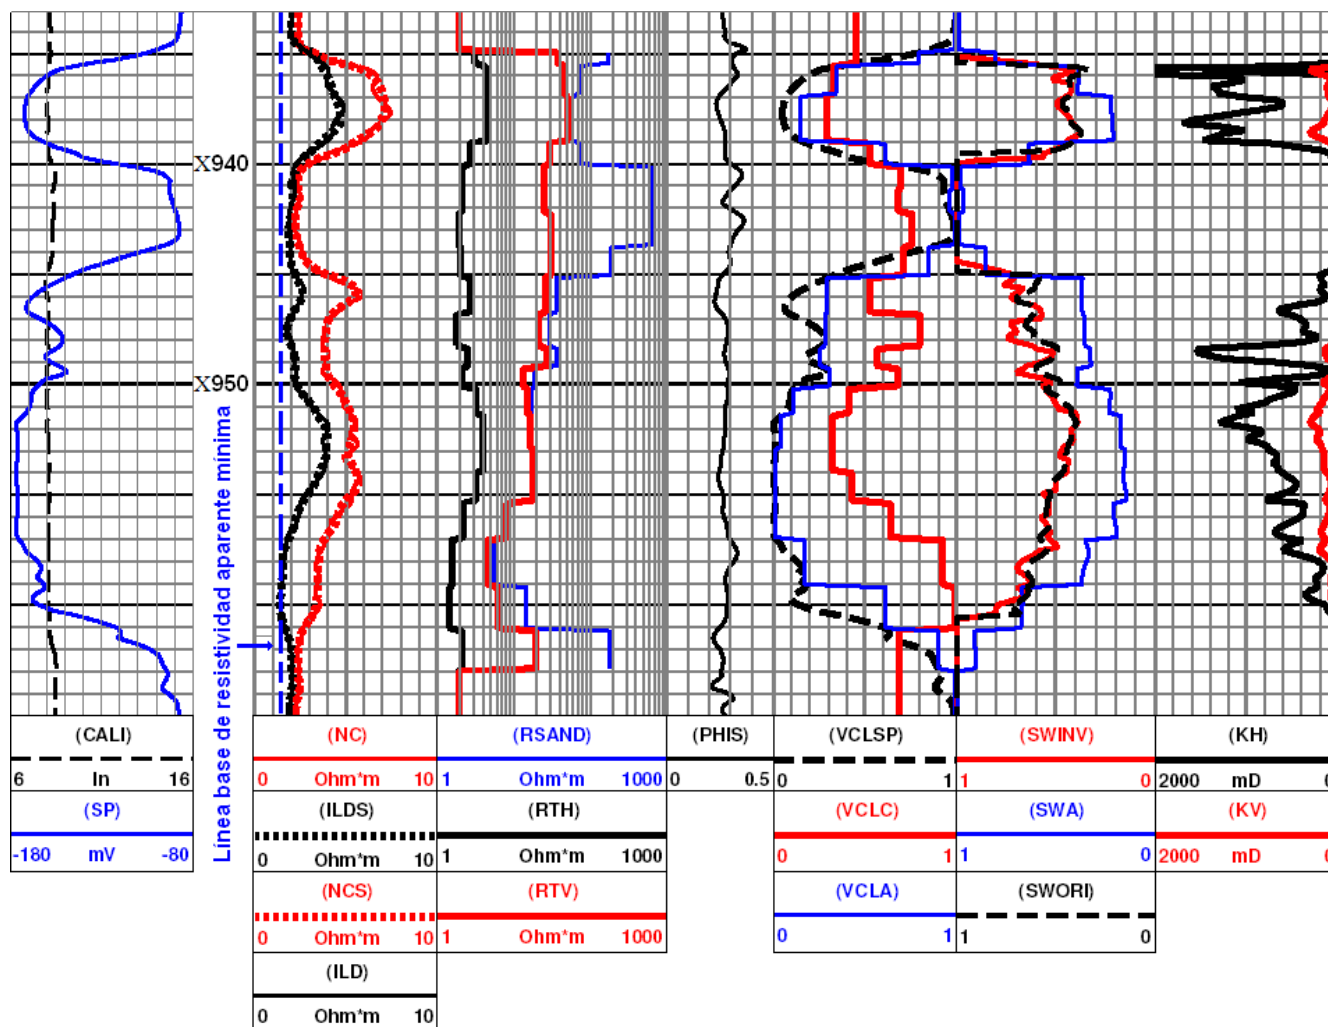 X940
X950
Línea base de resistividad aparente mínima
(CALI)
6 In 16
(SP)
-180 mV -80
(NC)
0 Ohm*m 10
(ILDS)
0 Ohm*m 10
(NCS)
0 Ohm*m 10
(ILD)
0 Ohm*m 10
(RSAND)
1 Ohm*m 1000
(RTH)
1 Ohm*m 1000
(RTV)
1 Ohm*m 1000
(PHIS)
0 0.5
(VCLSP)
0 1
(VCLC)
0 1
(VCLA)
0 1
(SWINV)
1 0
(SWA)
1 0
(SWORI)
1 0
(KH)
2000 mD
(KV)
2000 mD